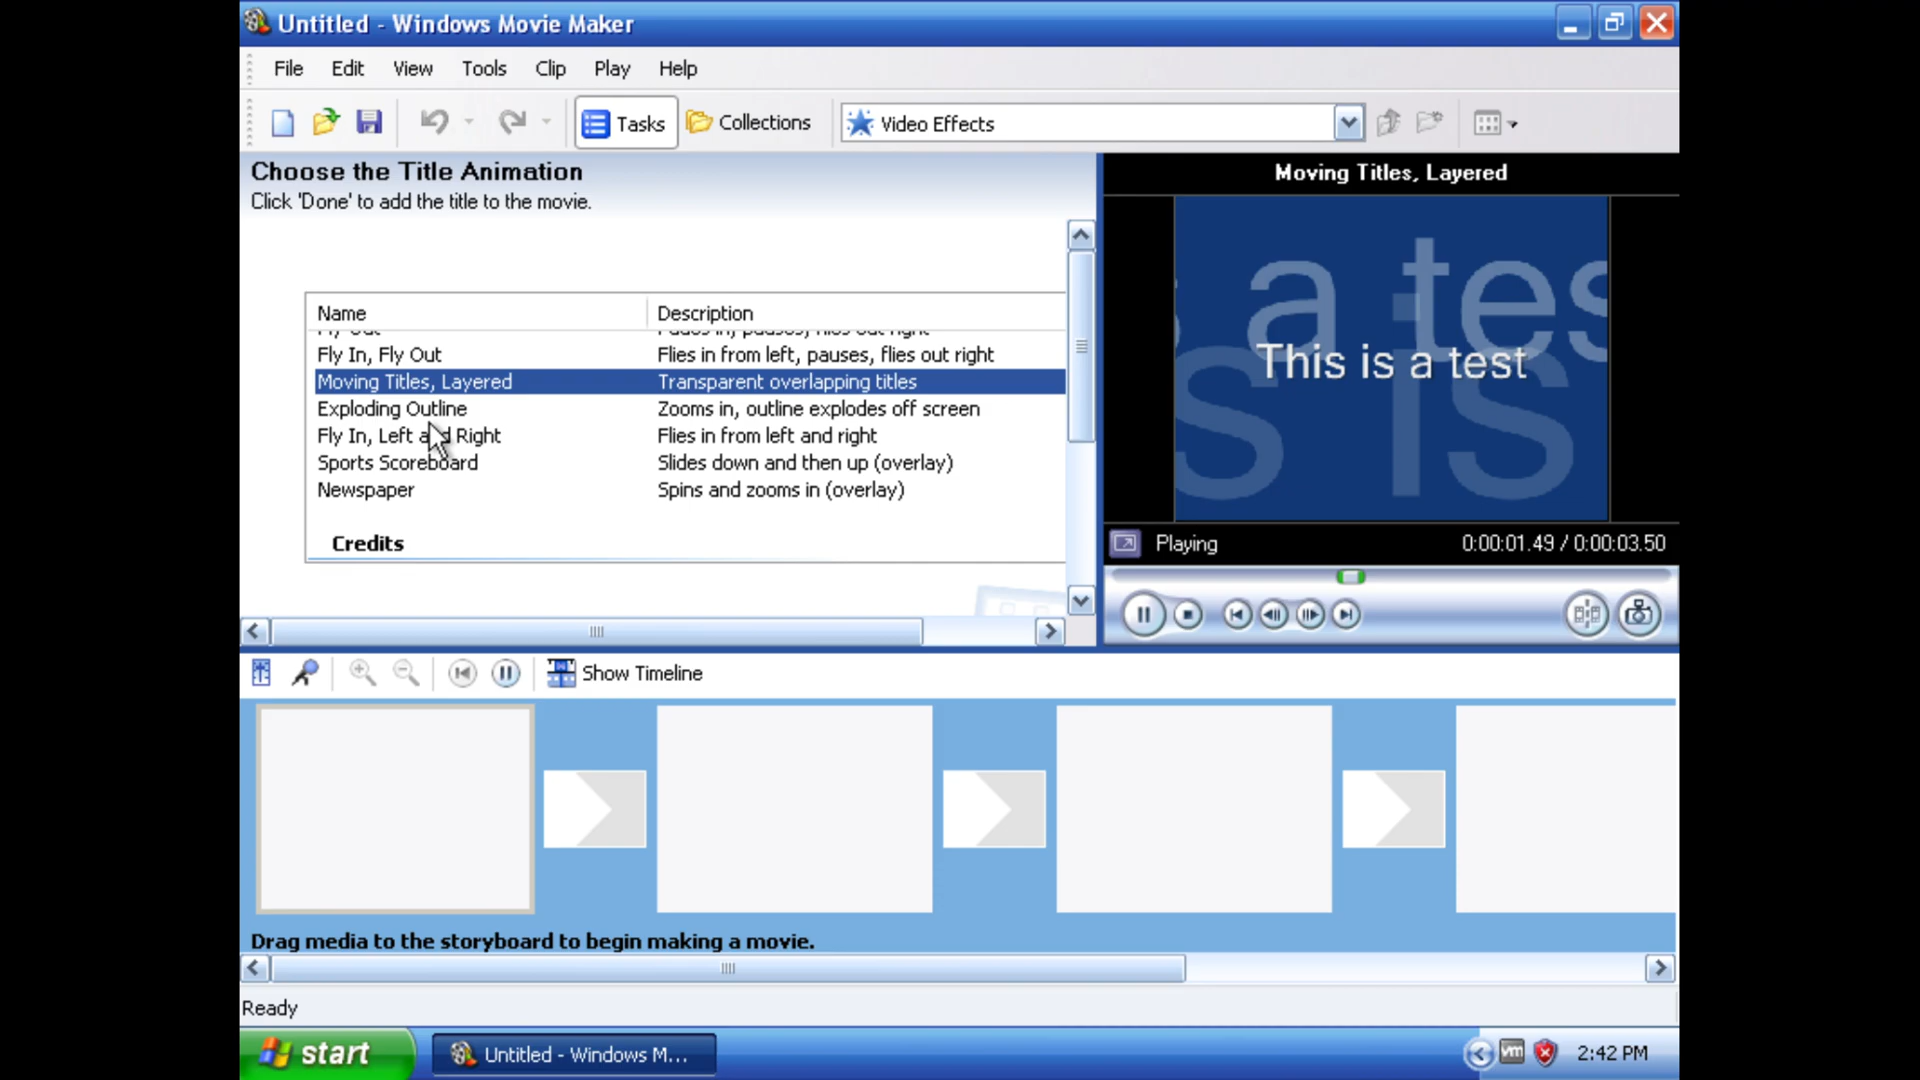 Untitled - Windows Movie Maker
File Edit View Tools Clip Play Help
Tasks Collections Video Effects
Choose the Title Animation
Click 'Done' to add the title to the movie.
Name Description
Fly In, Fly Out Flies in from left, pauses, flies out right
Moving Titles, Layered Transparent overlapping titles
Exploding Outline Zooms in, outline explodes off screen
Fly In, Left and Right Flies in from left and right
Sports Scoreboard Slides down and then up (overlay)
Newspaper Spins and zooms in (overlay)
Credits
Moving Titles, Layered
s a tes
This is a test
s is
Playing 0:00:01.49 / 0:00:03.50
Show Timeline
Drag media to the storyboard to begin making a movie.
Ready
start Untitled - Windows M... vm 2:42 PM